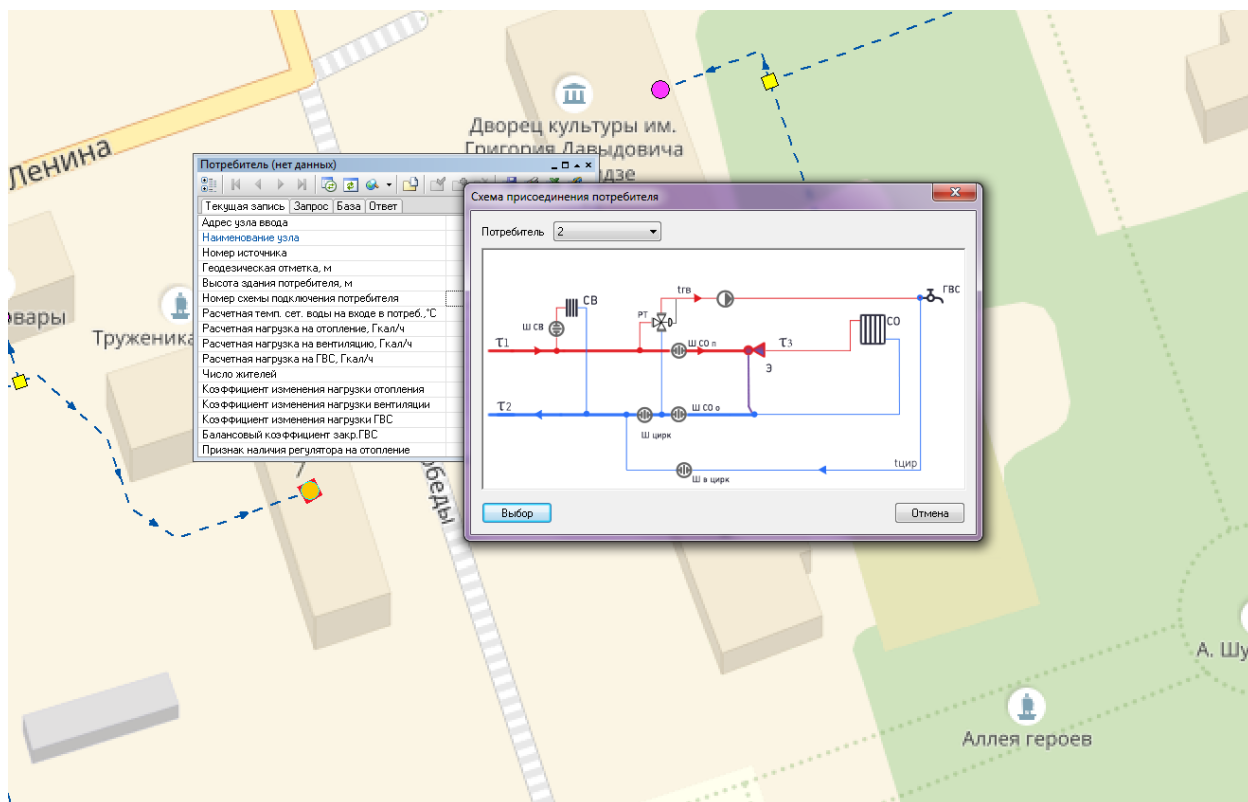 Ленина
Дворец культуры им.
Григория Давыдовича
вары
Труженика
беды
Аллея героев
А. Шу
Потребитель (нет данных)
Текущая запись Запрос База Ответ
Адрес узла ввода
Наименование узла
Номер источника
Геодезическая отметка, м
Высота здания потребителя, м
Номер схемы подключения потребителя
Расчетная темп. сет. воды на входе в потреб.,°C
Расчетная нагрузка на отопление, Гкал/ч
Расчетная нагрузка на вентиляцию, Гкал/ч
Расчетная нагрузка на ГВС, Гкал/ч
Число жителей
Коэффициент изменения нагрузки отопления
Коэффициент изменения нагрузки вентиляции
Коэффициент изменения нагрузки ГВС
Балансовый коэффициент закр.ГВС
Признак наличия регулятора на отопление
Схема присоединения потребителя
Потребитель 2
tгв
ГВС
СВ
РТ
Ш СВ
СО
τ1
Ш СО п
τ3
Э
τ2
Ш СО о
Ш цирк
tцир
Ш в цирк
Выбор Отмена